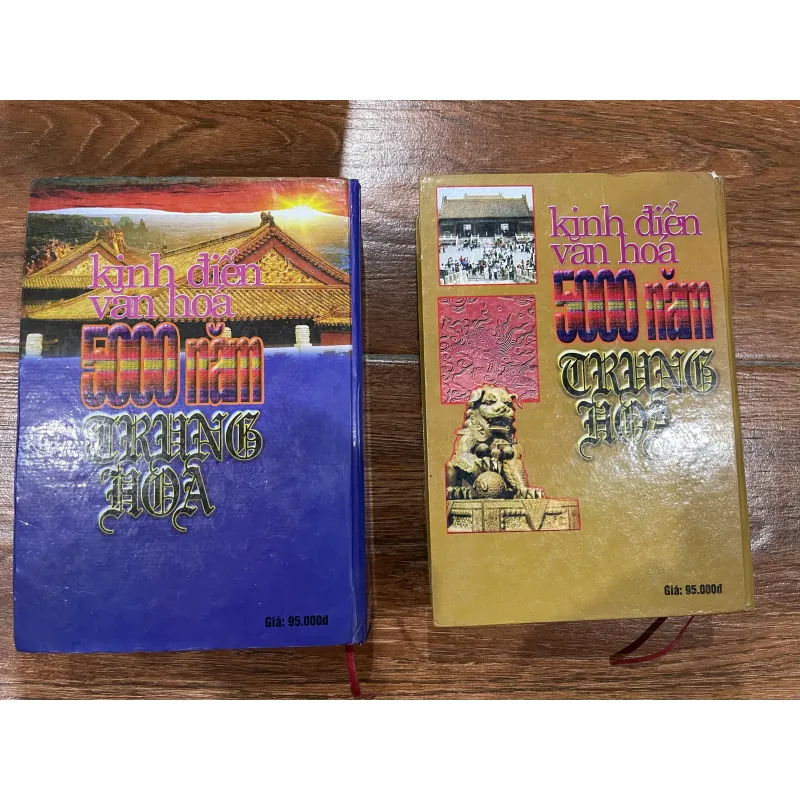 kinh điển
văn hoá
5000 năm
TRUNG
HOA
Giá: 95.000đ
kinh điển
văn hoá
5000 năm
TRUNG
HOA
Giá: 95.000đ